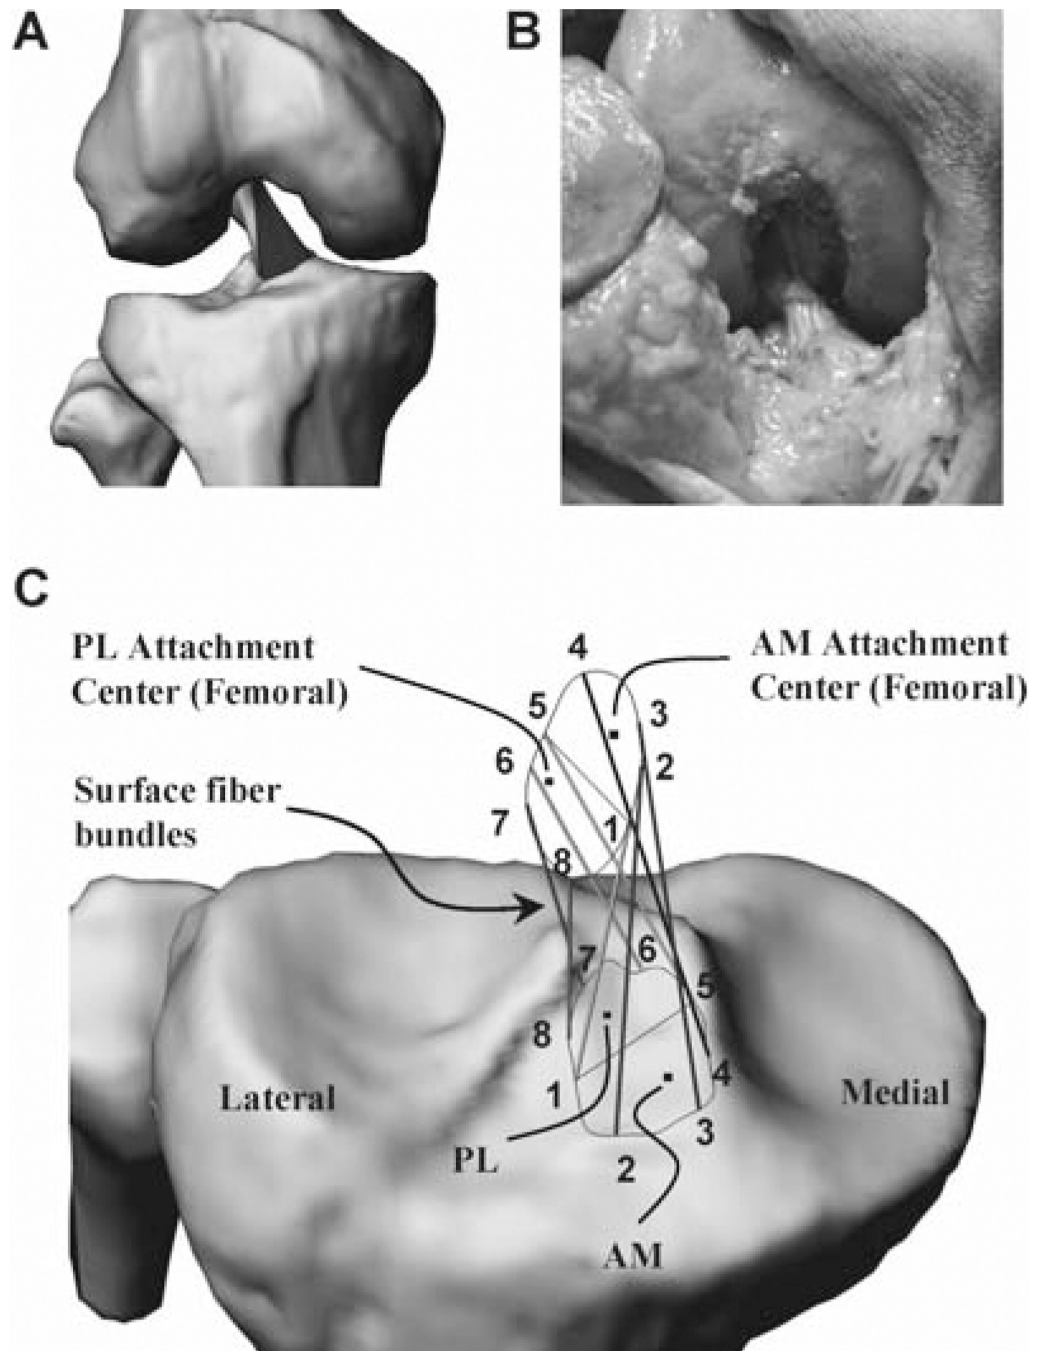 A
B
C
PL Attachment
Center (Femoral)
4
AM Attachment
Center (Femoral)
5
3
6
2
Surface fiber
bundles
7
1
8
7
6
5
8
1
4
Lateral
Medial
3
PL
2
AM